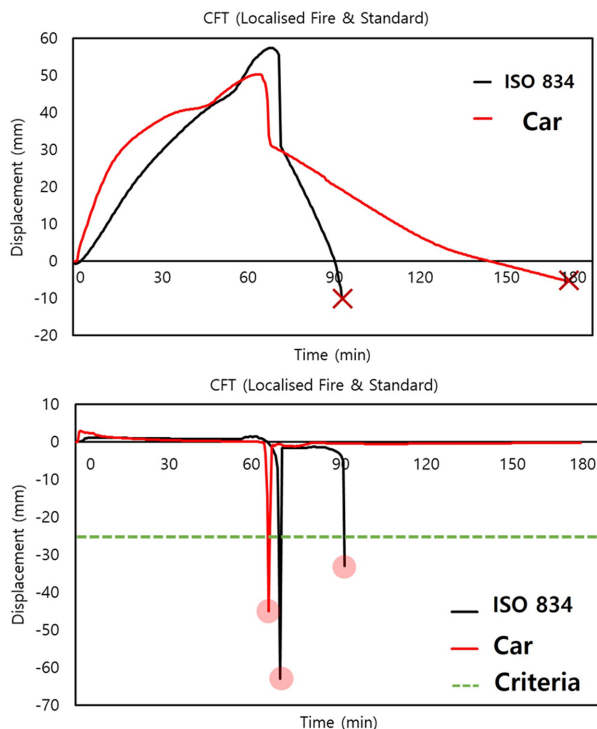 CFT (Localised Fire & Standard)
60
50
40
30
20
10
0
-10
-20
Displacement (mm)
ISO 834
Car
0 30 60 90 120 150 180
Time (min)
CFT (Localised Fire & Standard)
10
0
-10
-20
-30
-40
-50
-60
-70
Displacement (mm)
0 30 60 90 120 150 180
ISO 834
Car
Criteria
Time (min)